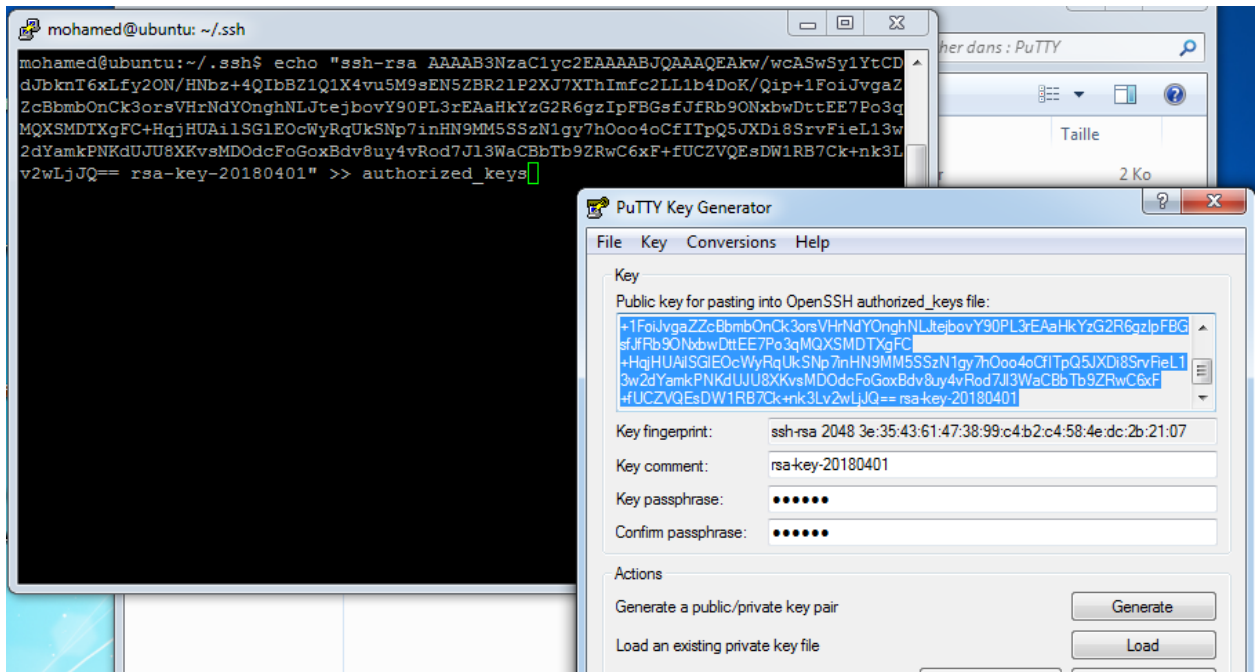 mohamed@ubuntu: ~/.ssh
mohamed@ubuntu:~/.ssh$ echo "ssh-rsa AAAAB3NzaC1yc2EAAAABJQAAAQEAkw/wcASwSy1YtCD
dJbknT6xLfy2ON/HNbz+4QIbBZ1Q1X4vu5M9sEN5ZBR2lP2XJ7XThImfc2LL1b4DoK/Qip+1FoiJvgaZ
ZcBbmbOnCk3orsVHrNdYOnghNLJtejbovY90PL3rEAaHkYzG2R6gzIpFBGsfJfRb9ONxbwDttEE7Po3q
MQXSMDTXgFC+HqjHUAilSGlEOcWyRqUkSNp7inHN9MM5SSzN1gy7hOoo4oCfITpQ5JXDi8SrvFieL13w
2dYamkPNKdUJU8XKvsMDOdcFoGoxBdv8uy4vRod7Jl3WaCBbTb9ZRwC6xF+fUCZVQEsDW1RB7Ck+nk3L
v2wLjJQ== rsa-key-20180401" >> authorized_keys
her dans : PuTTY
Taille
2 Ko
PuTTY Key Generator
File Key Conversions Help
Key
Public key for pasting into OpenSSH authorized_keys file:
+1FoiJvgaZZcBbmbOnCk3orsVHrNdYOnghNLJtejbovY90PL3rEAaHkYzG2R6gzIpFBG
sfJfRb9ONxbwDttEE7Po3qMQXSMDTXgFC
+HqjHUAilSGlEOcWyRqUkSNp7inHN9MM5SSzN1gy7hOoo4oCfITpQ5JXDi8SrvFieL1
3w2dYamkPNKdUJU8XKvsMDOdcFoGoxBdv8uy4vRod7Jl3WaCBbTb9ZRwC6xF
+fUCZVQEsDW1RB7Ck+nk3Lv2wLjJQ== rsa-key-20180401
Key fingerprint: ssh-rsa 2048 3e:35:43:61:47:38:99:c4:b2:c4:58:4e:dc:2b:21:07
Key comment: rsa-key-20180401
Key passphrase: ••••••
Confirm passphrase: ••••••
Actions
Generate a public/private key pair Generate
Load an existing private key file Load